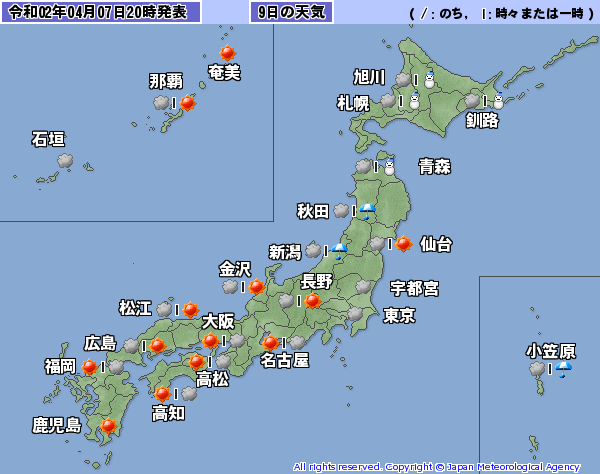 令和02年04月07日20時発表 9日の天気 ( /:のち, |:時々または一時 )
奄美
那覇
石垣
旭川
札幌
釧路
青森
秋田
仙台
新潟
金沢
長野
宇都宮
松江
大阪
東京
広島
名古屋
小笠原
福岡
高松
高知
鹿児島
All rights reserved. Copyright © Japan Meteorological Agency